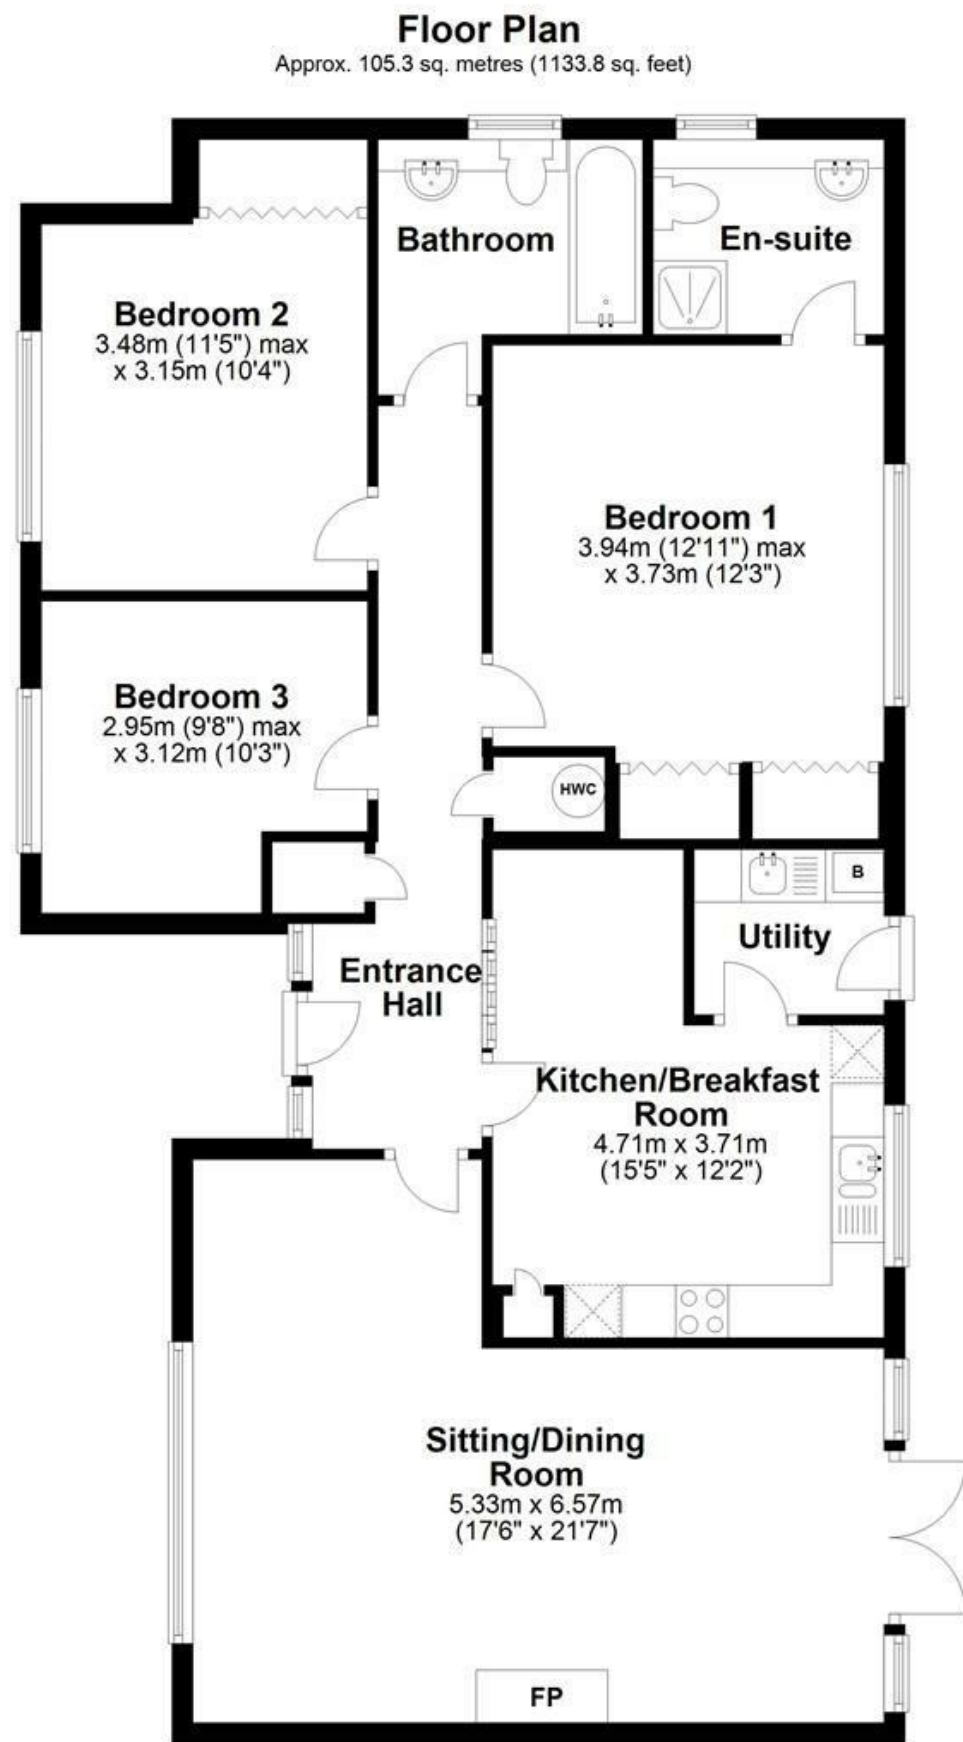 Floor Plan
Approx. 105.3 sq. metres (1133.8 sq. feet)
Bathroom
En-suite
Bedroom 2
3.48m (11'5") max
x 3.15m (10'4")
Bedroom 1
3.94m (12'11") max
x 3.73m (12'3")
Bedroom 3
2.95m (9'8") max
x 3.12m (10'3")
HWC
B
Utility
Entrance
Hall
Kitchen/Breakfast
Room
4.71m x 3.71m
(15'5" x 12'2")
Sitting/Dining
Room
5.33m x 6.57m
(17'6" x 21'7")
FP